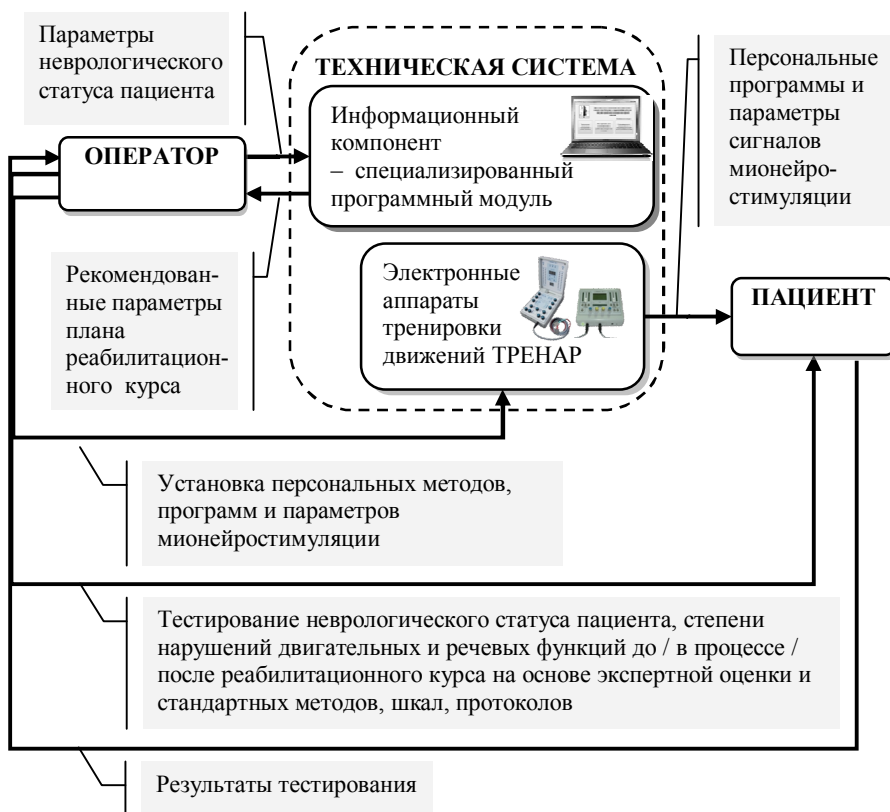 Параметры
неврологического
статуса пациента
ТЕХНИЧЕСКАЯ СИСТЕМА
Персональные
программы и
параметры
сигналов
мионейро-
стимуляции
Информационный
компонент
– специализированный
программный модуль
ОПЕРАТОР
Рекомендован-
ные параметры
плана
реабилитацион-
ного курса
Электронные
аппараты
тренировки
движений ТРЕНАР
ПАЦИЕНТ
Установка персональных методов,
программ и параметров
мионейростимуляции
Тестирование неврологического статуса пациента, степени
нарушений двигательных и речевых функций до / в процессе /
после реабилитационного курса на основе экспертной оценки и
стандартных методов, шкал, протоколов
Результаты тестирования